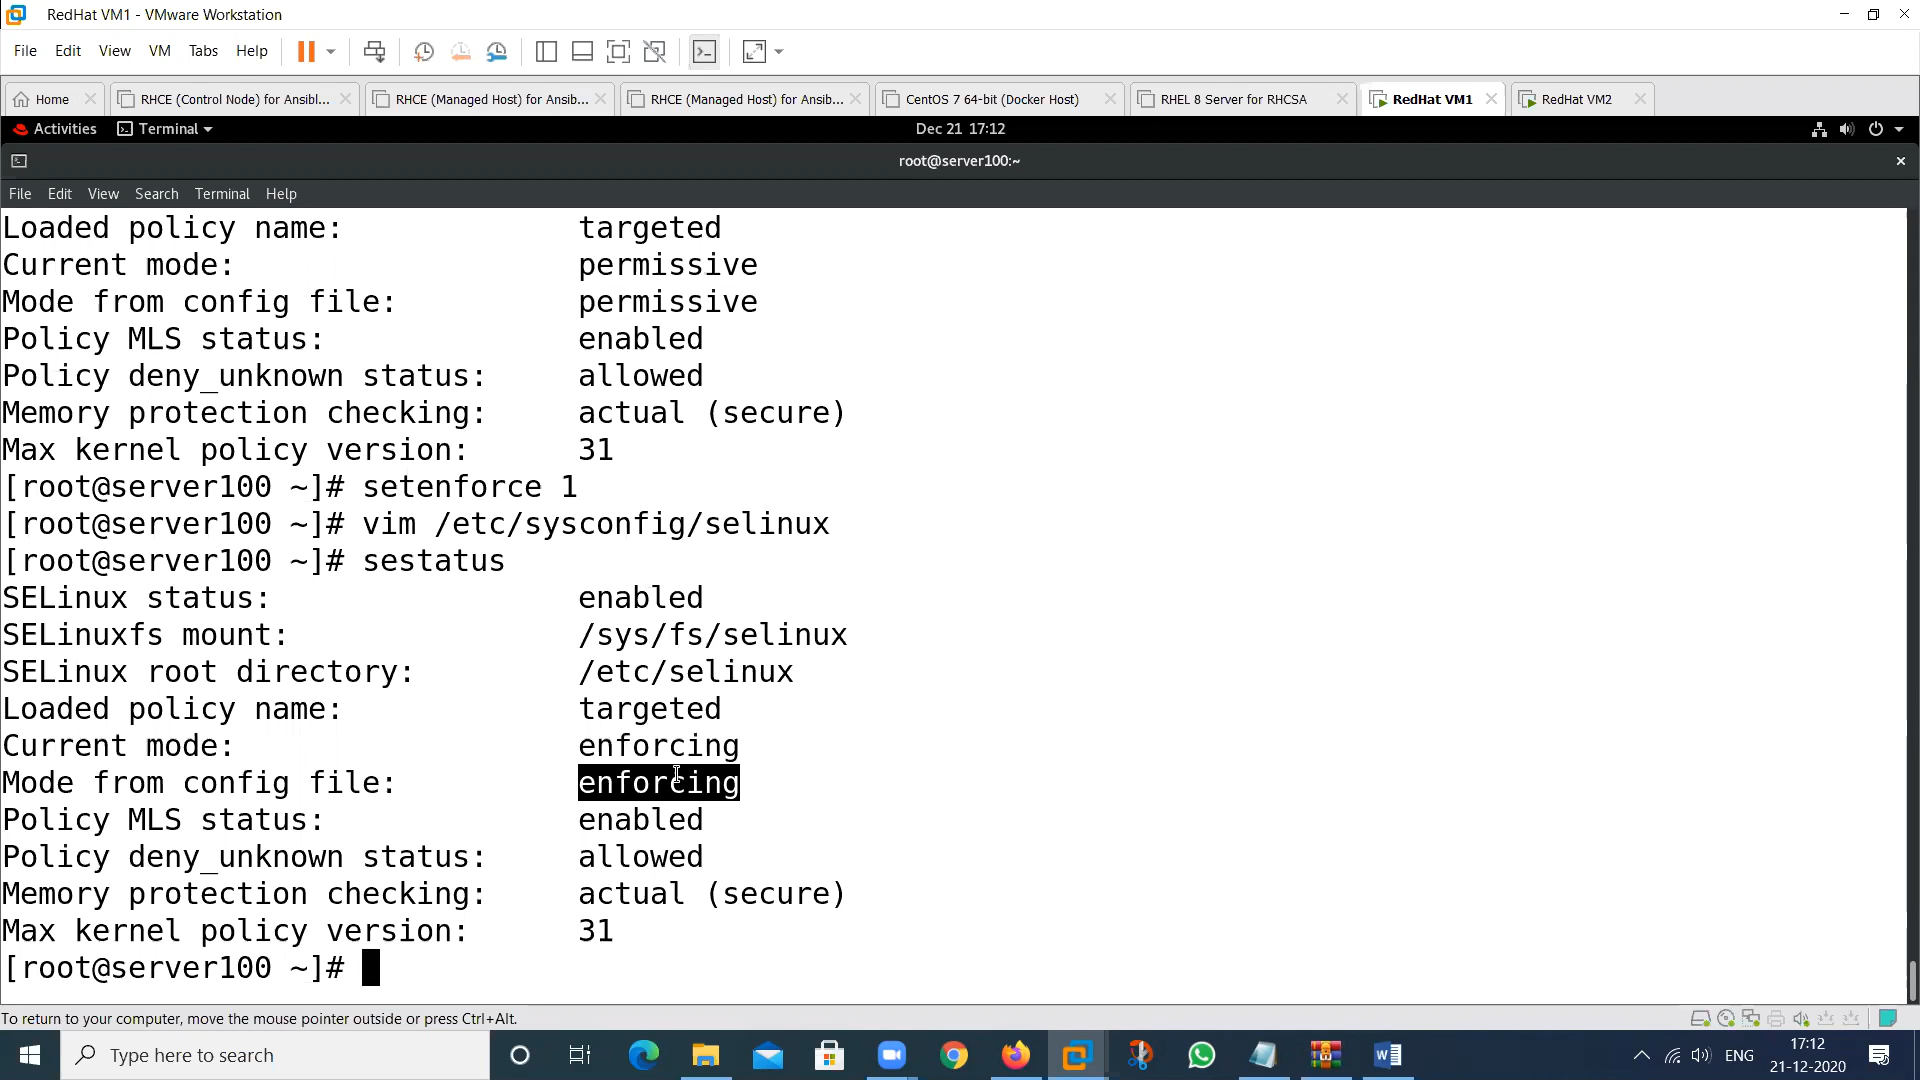 RedHat VM1 - VMware Workstation
File Edit View VM Tabs Help
Home RHCE (Control Node) for Ansibl... RHCE (Managed Host) for Ansib... RHCE (Managed Host) for Ansib... CentOS 7 64-bit (Docker Host) RHEL 8 Server for RHCSA RedHat VM1 RedHat VM2
Activities Terminal Dec 21 17:12
root@server100:~
File Edit View Search Terminal Help
Loaded policy name: targeted
Current mode: permissive
Mode from config file: permissive
Policy MLS status: enabled
Policy deny_unknown status: allowed
Memory protection checking: actual (secure)
Max kernel policy version: 31
[root@server100 ~]# setenforce 1
[root@server100 ~]# vim /etc/sysconfig/selinux
[root@server100 ~]# sestatus
SELinux status: enabled
SELinuxfs mount: /sys/fs/selinux
SELinux root directory: /etc/selinux
Loaded policy name: targeted
Current mode: enforcing
Mode from config file: enforcing
Policy MLS status: enabled
Policy deny_unknown status: allowed
Memory protection checking: actual (secure)
Max kernel policy version: 31
[root@server100 ~]#
To return to your computer, move the mouse pointer outside or press Ctrl+Alt.
Type here to search
ENG
17:12
21-12-2020